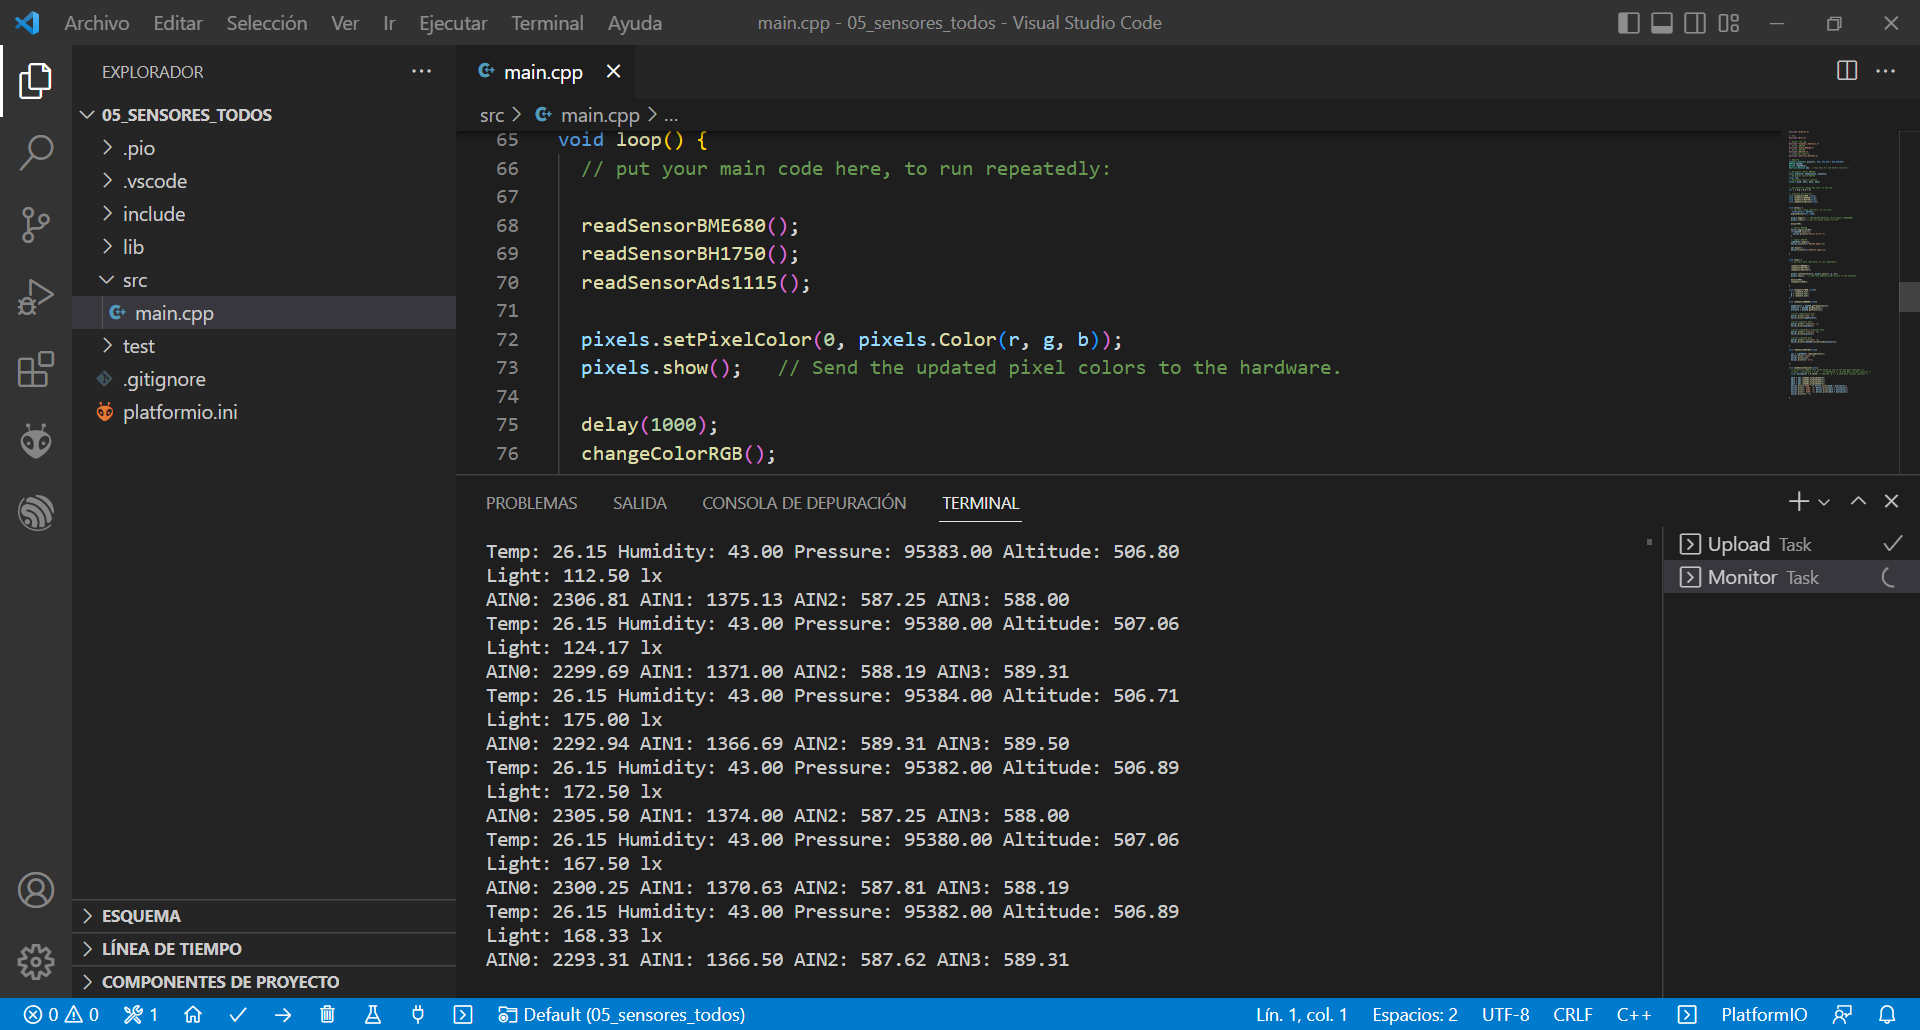 Archivo Editar Selección Ver Ir Ejecutar Terminal Ayuda main.cpp - 05_sensores_todos - Visual Studio Code
EXPLORADOR
05_SENSORES_TODOS
.pio
.vscode
include
lib
src
main.cpp
test
.gitignore
platformio.ini
ESQUEMA
LÍNEA DE TIEMPO
COMPONENTES DE PROYECTO
main.cpp
src > main.cpp > ...
65 void loop() {
66 // put your main code here, to run repeatedly:
67
68 readSensorBME680();
69 readSensorBH1750();
70 readSensorAds1115();
71
72 pixels.setPixelColor(0, pixels.Color(r, g, b));
73 pixels.show(); // Send the updated pixel colors to the hardware.
74
75 delay(1000);
76 changeColorRGB();
PROBLEMAS SALIDA CONSOLA DE DEPURACIÓN TERMINAL
Temp: 26.15 Humidity: 43.00 Pressure: 95383.00 Altitude: 506.80
Light: 112.50 lx
AIN0: 2306.81 AIN1: 1375.13 AIN2: 587.25 AIN3: 588.00
Temp: 26.15 Humidity: 43.00 Pressure: 95380.00 Altitude: 507.06
Light: 124.17 lx
AIN0: 2299.69 AIN1: 1371.00 AIN2: 588.19 AIN3: 589.31
Temp: 26.15 Humidity: 43.00 Pressure: 95384.00 Altitude: 506.71
Light: 175.00 lx
AIN0: 2292.94 AIN1: 1366.69 AIN2: 589.31 AIN3: 589.50
Temp: 26.15 Humidity: 43.00 Pressure: 95382.00 Altitude: 506.89
Light: 172.50 lx
AIN0: 2305.50 AIN1: 1374.00 AIN2: 587.25 AIN3: 588.00
Temp: 26.15 Humidity: 43.00 Pressure: 95380.00 Altitude: 507.06
Light: 167.50 lx
AIN0: 2300.25 AIN1: 1370.63 AIN2: 587.81 AIN3: 588.19
Temp: 26.15 Humidity: 43.00 Pressure: 95382.00 Altitude: 506.89
Light: 168.33 lx
AIN0: 2293.31 AIN1: 1366.50 AIN2: 587.62 AIN3: 589.31
Upload Task
Monitor Task
0 0 1 Default (05_sensores_todos) Lín. 1, col. 1 Espacios: 2 UTF-8 CRLF C++ PlatformIO